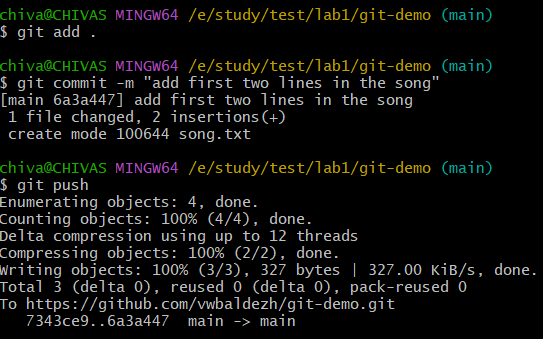 chiva@CHIVAS MINGW64 /e/study/test/lab1/git-demo (main)
$ git add .
chiva@CHIVAS MINGW64 /e/study/test/lab1/git-demo (main)
$ git commit -m "add first two lines in the song"
[main 6a3a447] add first two lines in the song
 1 file changed, 2 insertions(+)
 create mode 100644 song.txt
chiva@CHIVAS MINGW64 /e/study/test/lab1/git-demo (main)
$ git push
Enumerating objects: 4, done.
Counting objects: 100% (4/4), done.
Delta compression using up to 12 threads
Compressing objects: 100% (2/2), done.
Writing objects: 100% (3/3), 327 bytes | 327.00 KiB/s, done.
Total 3 (delta 0), reused 0 (delta 0), pack-reused 0
To https://github.com/vwbaldezh/git-demo.git
   7343ce9..6a3a447  main -> main